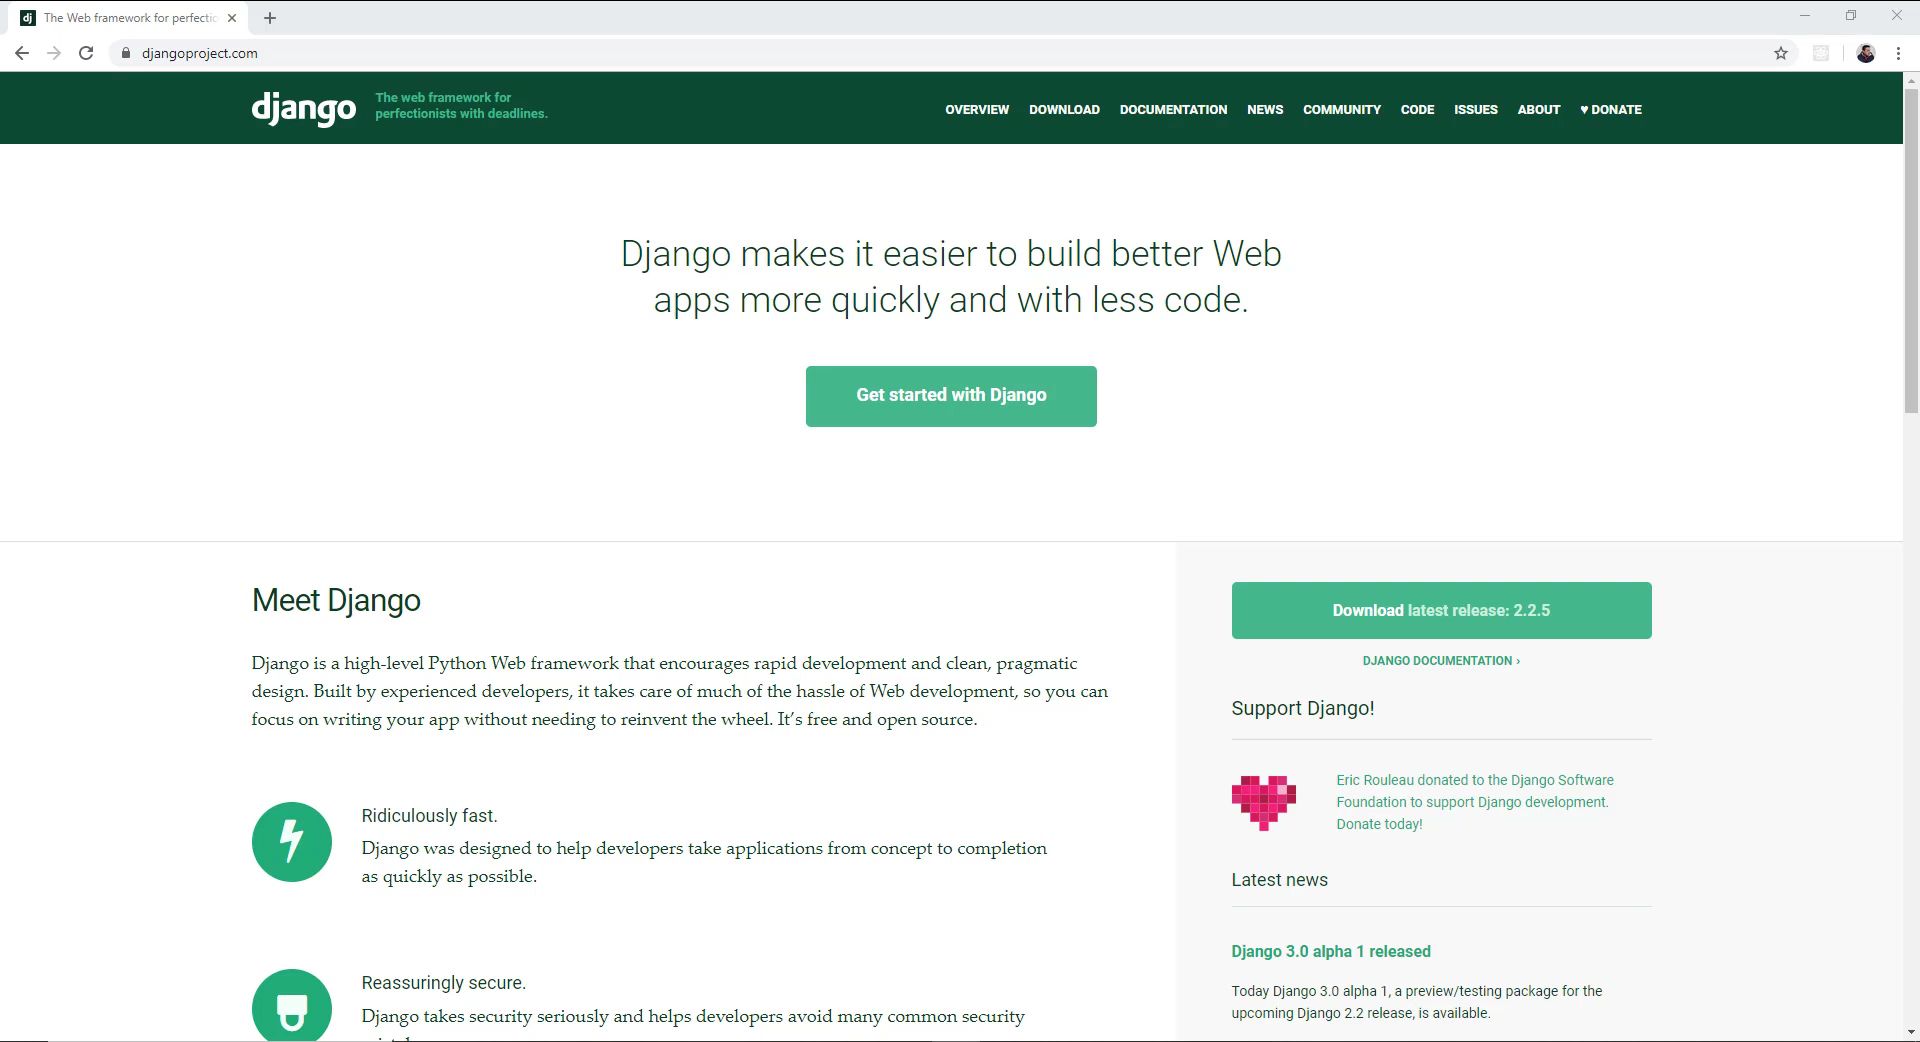 The Web framework for perfectio
djangoproject.com
django
The web framework for
perfectionists with deadlines.
OVERVIEW DOWNLOAD DOCUMENTATION NEWS COMMUNITY CODE ISSUES ABOUT ♥ DONATE
Django makes it easier to build better Web
apps more quickly and with less code.
Get started with Django
Meet Django
Django is a high-level Python Web framework that encourages rapid development and clean, pragmatic
design. Built by experienced developers, it takes care of much of the hassle of Web development, so you can
focus on writing your app without needing to reinvent the wheel. It’s free and open source.
Ridiculously fast.
Django was designed to help developers take applications from concept to completion
as quickly as possible.
Reassuringly secure.
Django takes security seriously and helps developers avoid many common security
Download latest release: 2.2.5
DJANGO DOCUMENTATION ›
Support Django!
Eric Rouleau donated to the Django Software
Foundation to support Django development.
Donate today!
Latest news
Django 3.0 alpha 1 released
Today Django 3.0 alpha 1, a preview/testing package for the
upcoming Django 2.2 release, is available.